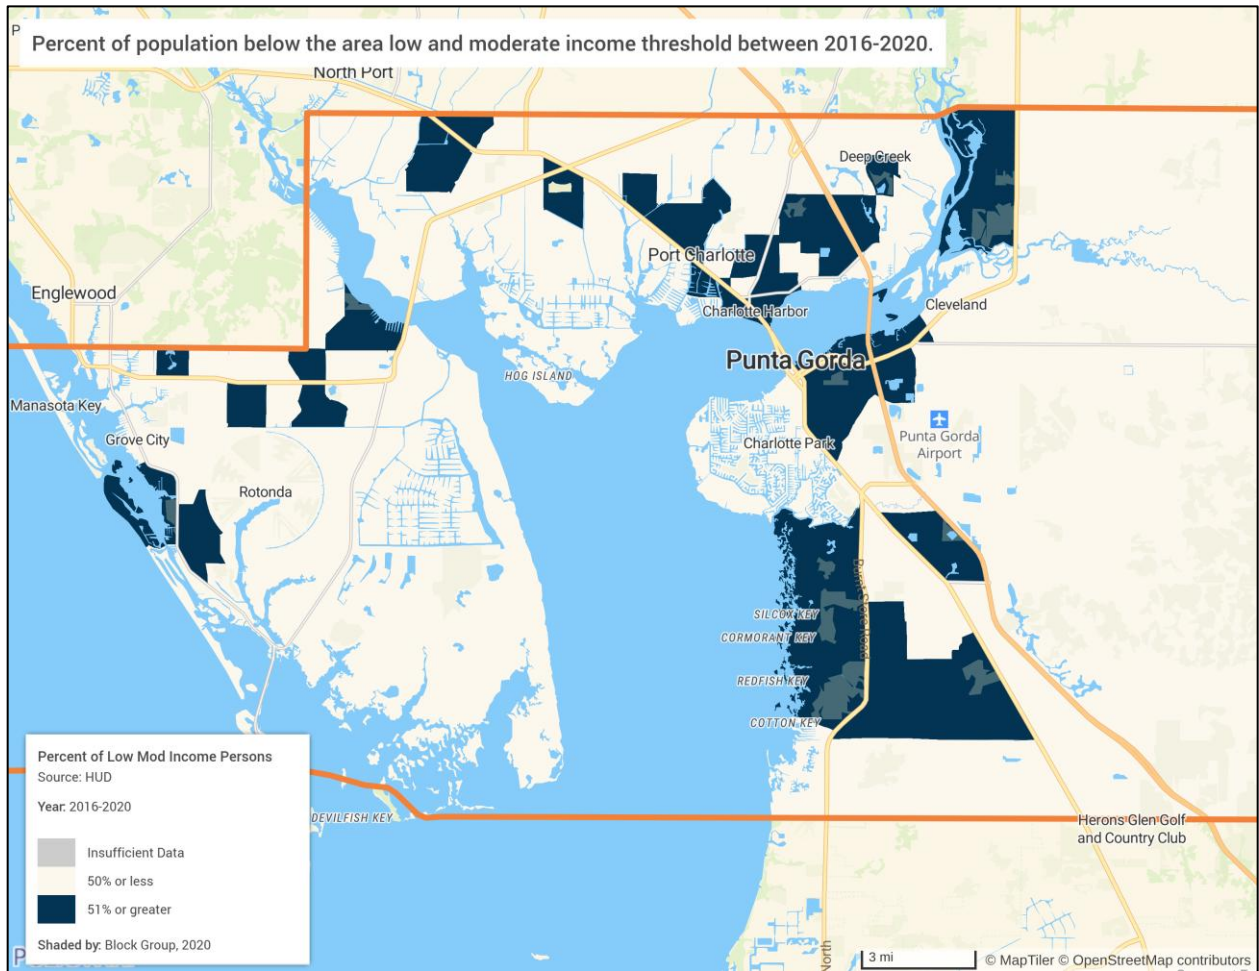 Percent of population below the area low and moderate income threshold between 2016-2020.
North Port
Deep Creek
Port Charlotte
Englewood
Charlotte Harbor
Cleveland
Punta Gorda
HOG ISLAND
Manasota Key
Grove City
Charlotte Park
Punta Gorda
Airport
Rotonda
SILCOX KEY
CORMORANT KEY
REDFISH KEY
COTTON KEY
DEVILFISH KEY
Herons Glen Golf
and Country Club
North
Percent of Low Mod Income Persons
Source: HUD
Year: 2016-2020
Insufficient Data
50% or less
51% or greater
Shaded by: Block Group, 2020
3 mi
© MapTiler © OpenStreetMap contributors